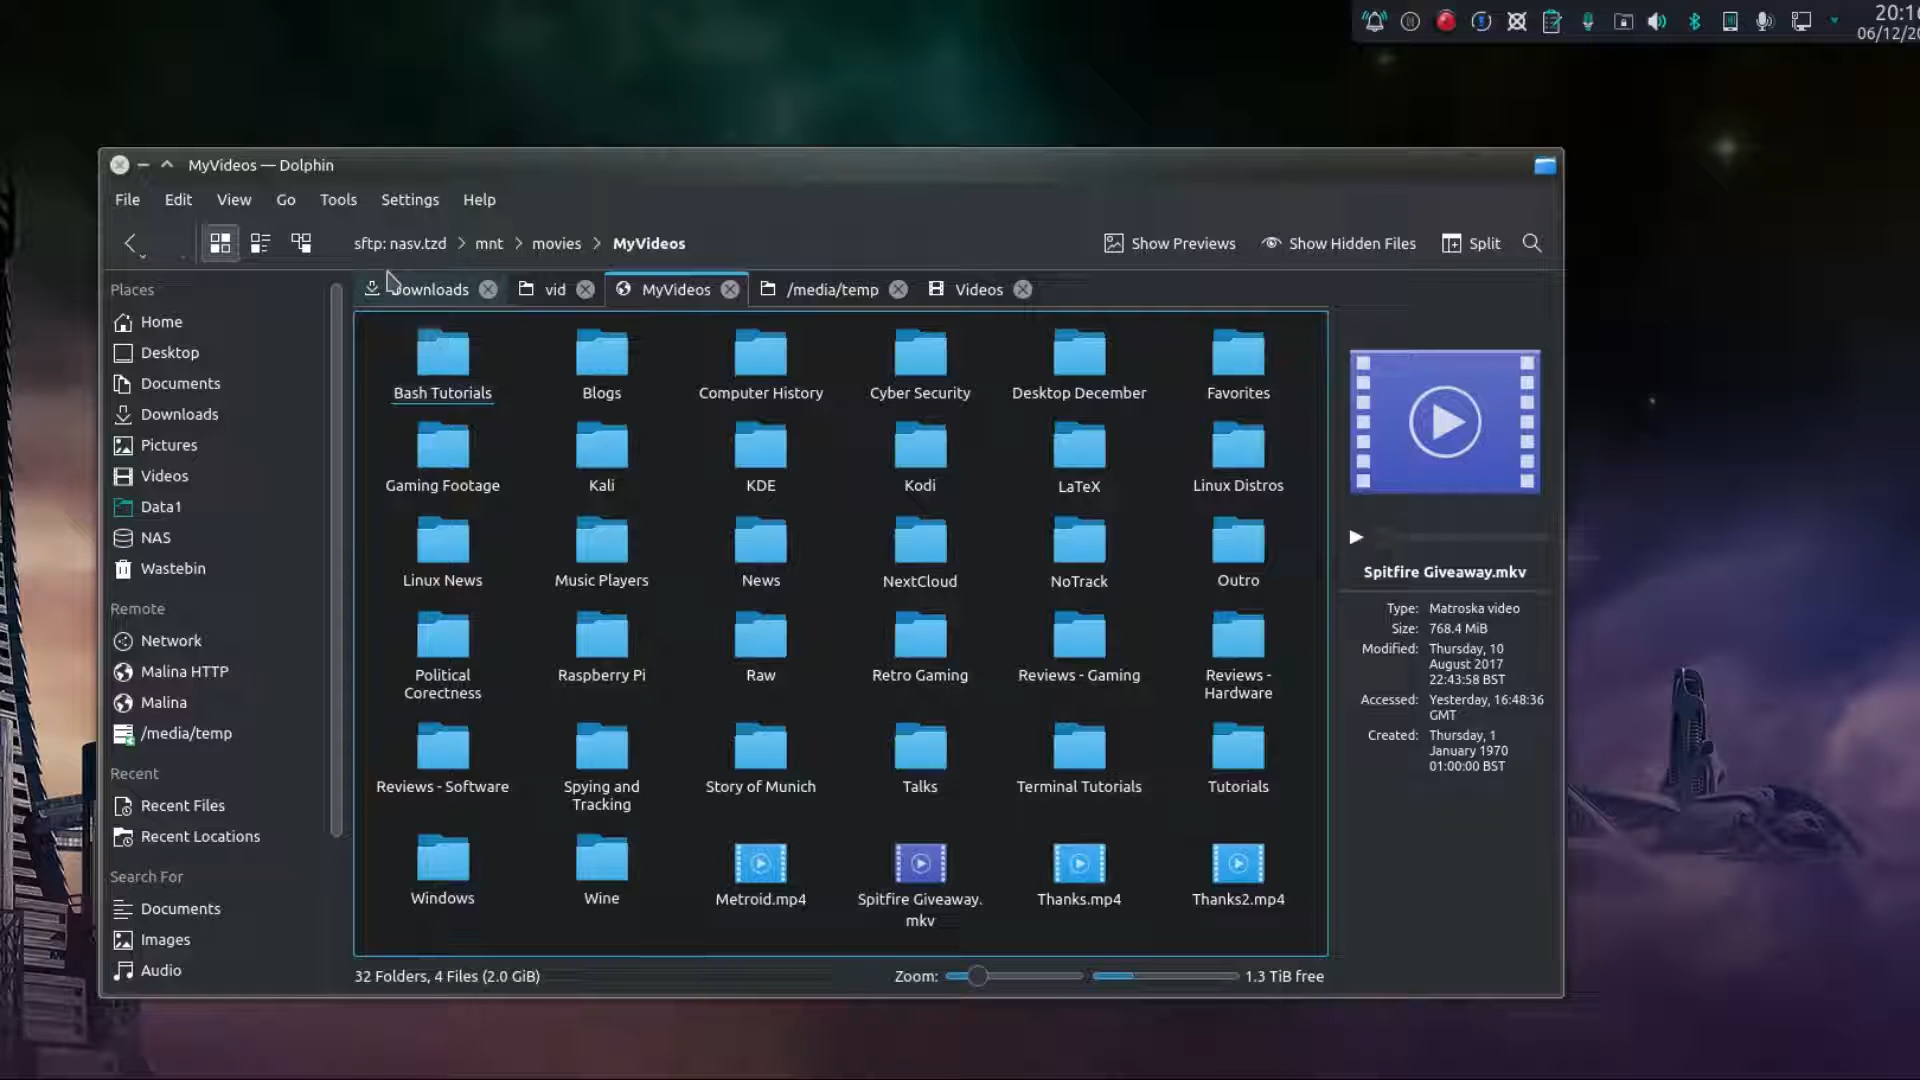 20:16
06/12/20
MyVideos — Dolphin
File Edit View Go Tools Settings Help
sftp: nasv.tzd > mnt > movies > MyVideos
Show Previews Show Hidden Files Split
Downloads vid MyVideos /media/temp Videos
Places
Home
Desktop
Documents
Downloads
Pictures
Videos
Data1
NAS
Wastebin
Remote
Network
Malina HTTP
Malina
/media/temp
Recent
Recent Files
Recent Locations
Search For
Documents
Images
Audio
Bash Tutorials Blogs Computer History Cyber Security Desktop December Favorites
Gaming Footage Kali KDE Kodi LaTeX Linux Distros
Linux News Music Players News NextCloud NoTrack Outro
Political Corectness Raspberry Pi Raw Retro Gaming Reviews - Gaming Reviews - Hardware
Reviews - Software Spying and Tracking Story of Munich Talks Terminal Tutorials Tutorials
Windows Wine Metroid.mp4 Spitfire Giveaway.mkv Thanks.mp4 Thanks2.mp4
Spitfire Giveaway.mkv
Type: Matroska video
Size: 768.4 MiB
Modified: Thursday, 10
August 2017
22:43:58 BST
Accessed: Yesterday, 16:48:36
GMT
Created: Thursday, 1
January 1970
01:00:00 BST
32 Folders, 4 Files (2.0 GiB)
Zoom:
1.3 TiB free